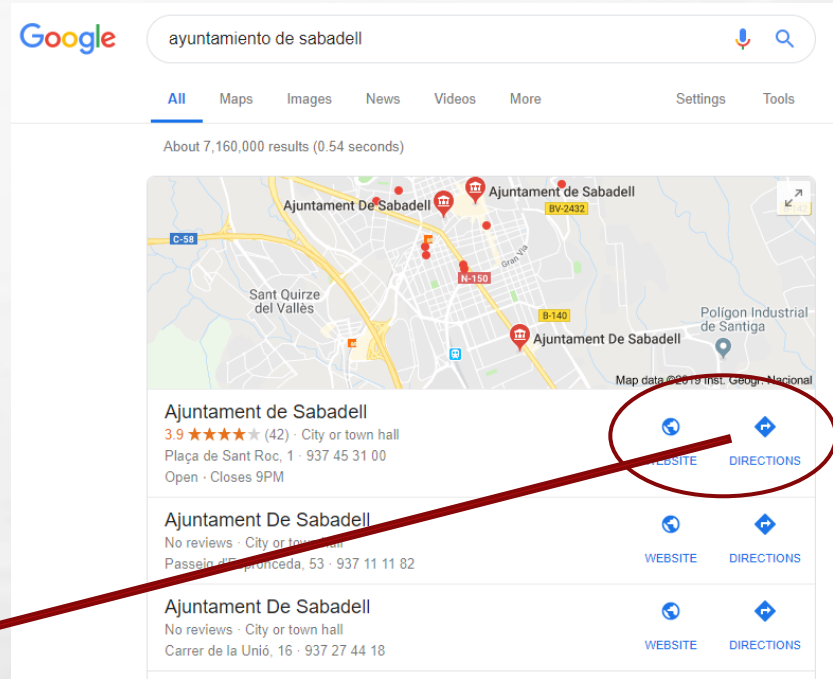 Google
ayuntamiento de sabadell
All Maps Images News Videos More Settings Tools
About 7,160,000 results (0.54 seconds)
Ajuntament De Sabadell
Ajuntament de Sabadell
BV-2432
C-58
Gran Via
N-150
Sant Quirze
del Vallès
B-140
Polígon Industrial
de Santiga
Ajuntament De Sabadell
Map data ©2019 Inst. Geogr. Nacional
Ajuntament de Sabadell
3.9 ★★★★★ (42) · City or town hall
Plaça de Sant Roc, 1 · 937 45 31 00
Open · Closes 9PM
WEBSITE DIRECTIONS
Ajuntament De Sabadell
No reviews · City or town hall
Passeig d'Espronceda, 53 · 937 11 11 82
WEBSITE DIRECTIONS
Ajuntament De Sabadell
No reviews · City or town hall
Carrer de la Unió, 16 · 937 27 44 18
WEBSITE DIRECTIONS